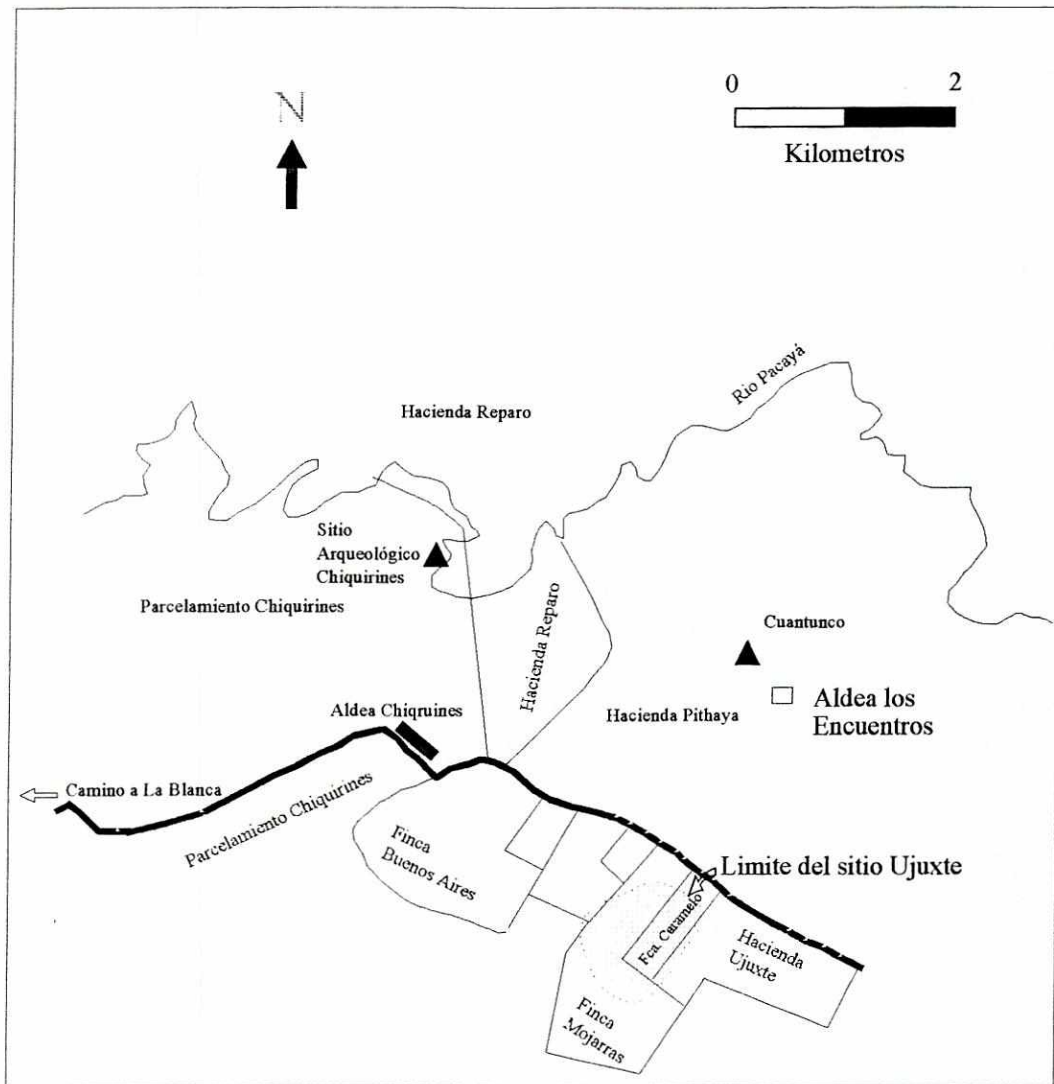 0 2
N
Kilometros
Rio Pacayá
Hacienda Reparo
Sitio
Arqueológico
Chiquirines
Parcelamiento Chiquirines
Hacienda Reparo
Cuantunco
Aldea los
Encuentros
Hacienda Pithaya
Aldea Chiqruines
Camino a La Blanca
Parcelamiento Chiquirines
Finca
Buenos Aires
Limite del sitio Ujuxte
Fca. Caramelo
Hacienda
Ujuxte
Finca
Mojarras